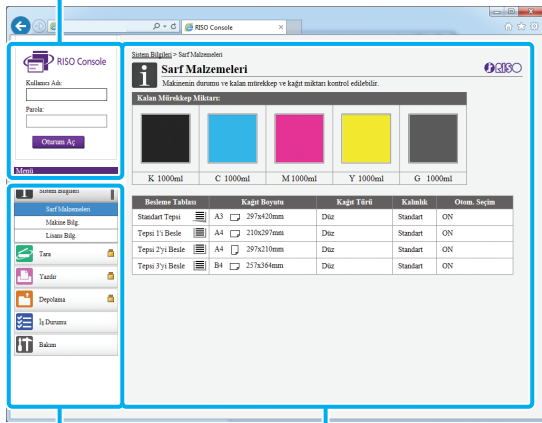 RISO Console
RISO Console
Kullanıcı Adı:
Parola:
Oturum Aç
Menü
Sistem Bilgileri
Sarf Malzemeleri
Makine Bilg.
Lisans Bilg.
Tara
Yazdır
Depolama
İş Durumu
Bakım
Sistem Bilgileri > Sarf Malzemeleri
Sarf Malzemeleri
RISO
Makinenin durumu ve kalan mürekkep ve kağıt miktarı kontrol edilebilir.
Kalan Mürekkep Miktarı:
K 1000ml C 1000ml M 1000ml Y 1000ml G 1000ml
Besleme Tablası Kağıt Boyutu Kağıt Türü Kalınlık Otom. Seçim
Standart Tepsi A3 297x420mm Düz Standart ON
Tepsi 1'i Besle A4 210x297mm Düz Standart ON
Tepsi 2'yi Besle A4 297x210mm Düz Standart ON
Tepsi 3'yi Besle B4 257x364mm Düz Standart ON